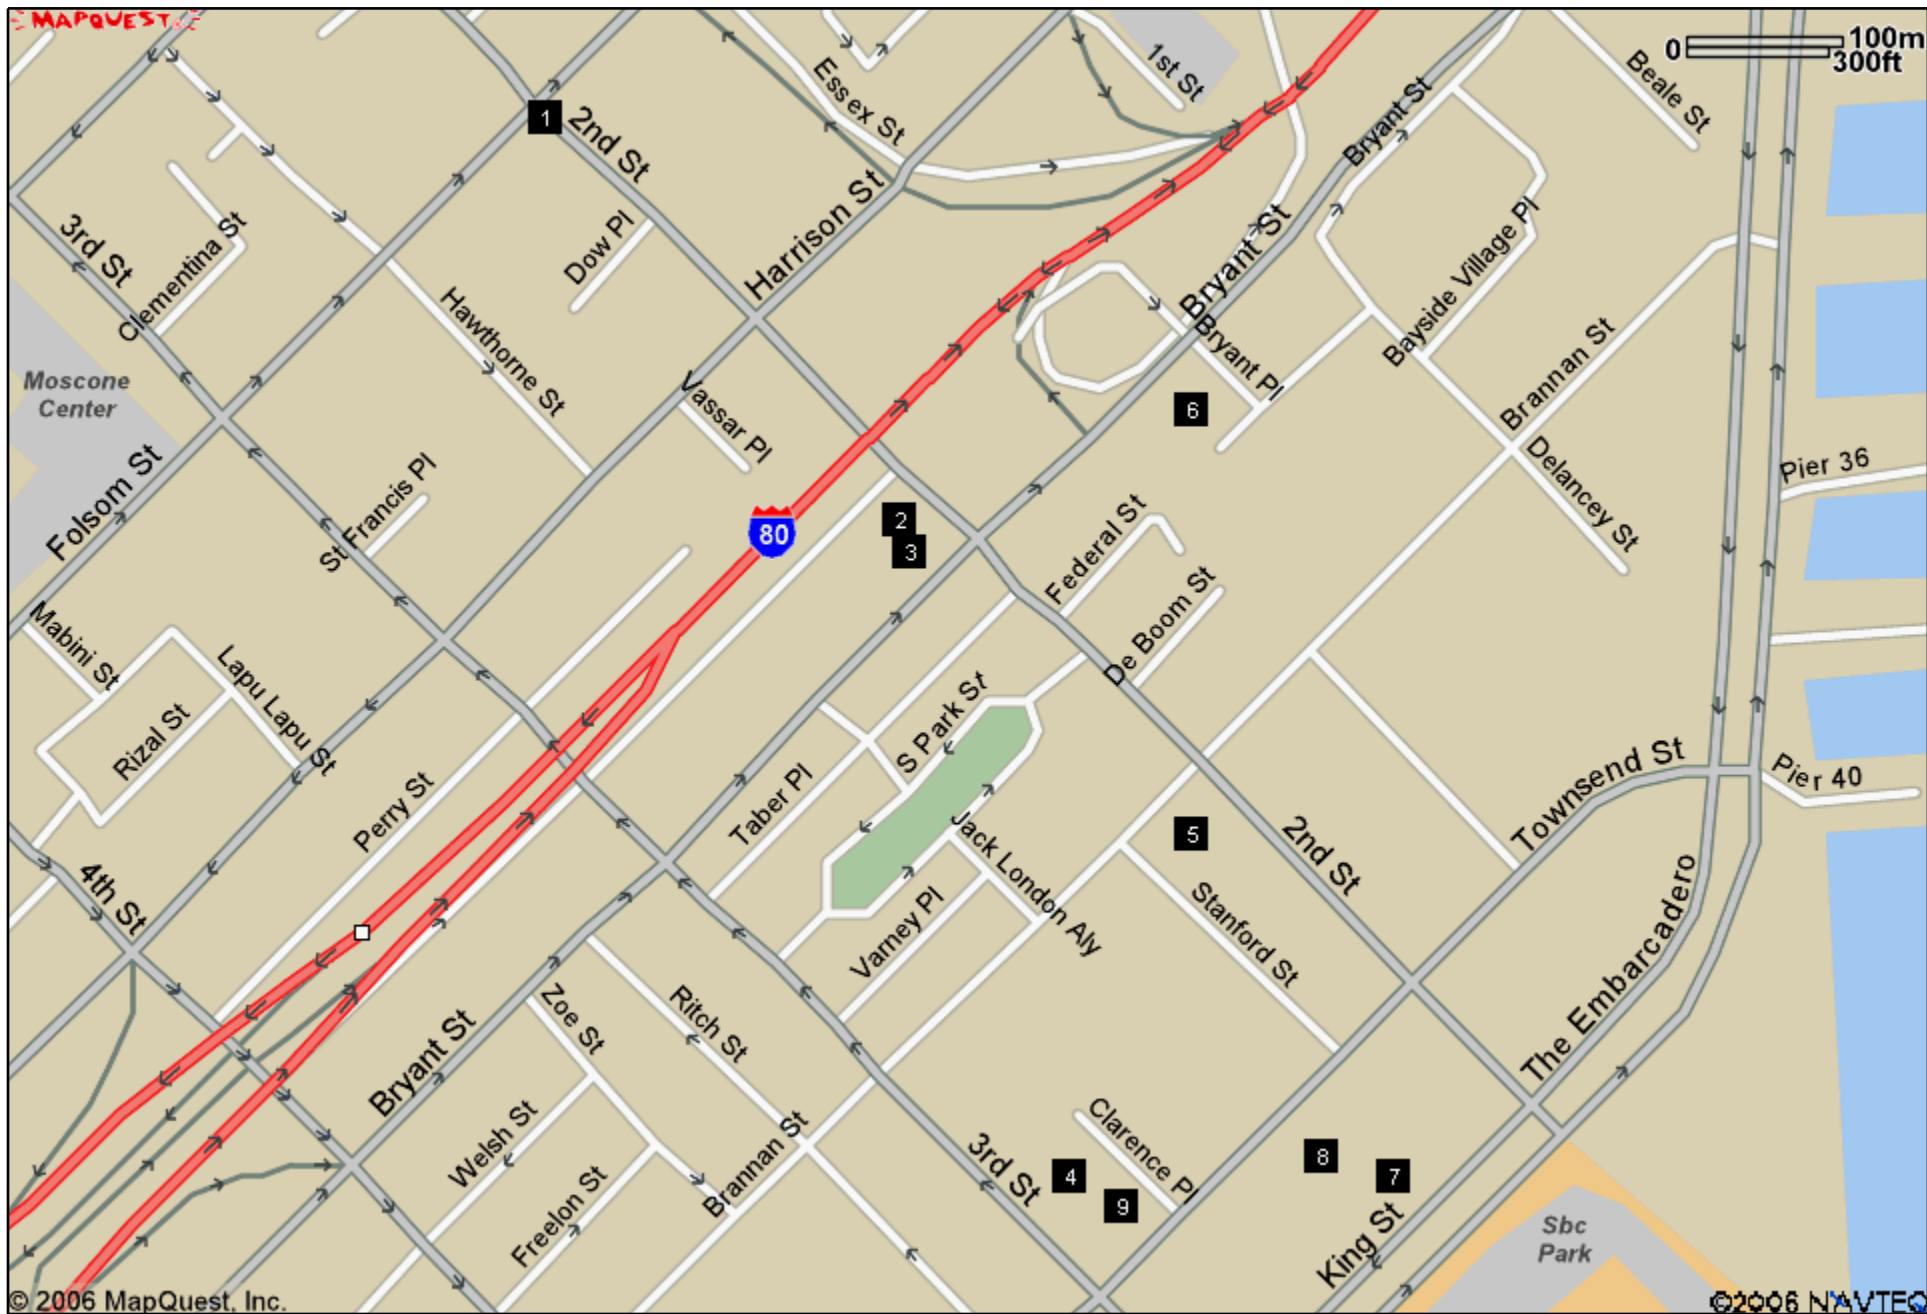 MAPQUEST
0
100m
300ft
Beale St
1st St
Essex St
1
2nd St
Bryant St
3rd St
Clementina St
Dow Pl
Harrison St
Bryant St
Bayside Village Pl
Hawthorne St
Moscone
Center
Vassar Pl
Bryant Pl
6
Brannan St
Folsom St
St Francis Pl
80
2
3
Federal St
Delancey St
Pier 36
Mabini St
Lapu Lapu St
Rizal St
De Boom St
S Park St
Perry St
Taber Pl
Townsend St
Pier 40
4th St
Jack London Aly
5
2nd St
Varney Pl
Stanford St
The Embarcadero
Bryant St
Zoe St
Ritch St
Welsh St
Freelon St
Brannan St
3rd St
Clarence Pl
4
9
8
7
King St
Sbc
Park
© 2006 MapQuest, Inc.
©2006 NAVTEQ